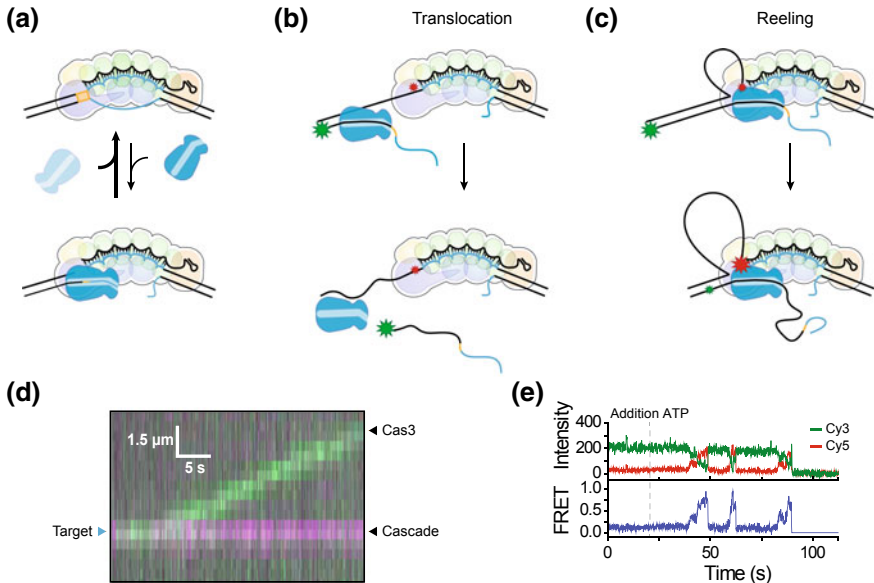 (a)
(b)
Translocation
(c)
Reeling
(d)
1.5 µm
5 s
Cas3
Target
Cascade
(e)
Addition ATP
400
200
0
Intensity
Cy3
Cy5
1.0
0.5
0.0
FRET
0 50 100
Time (s)